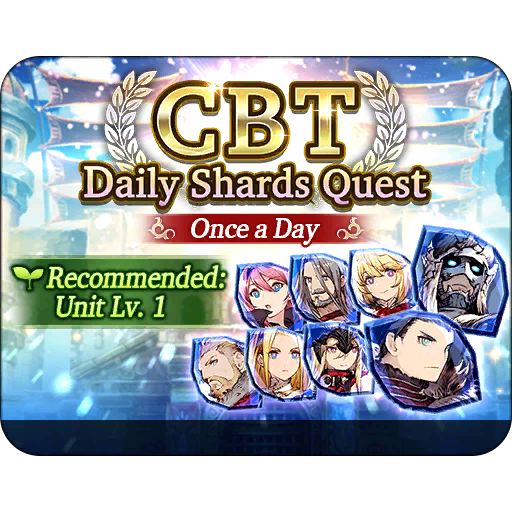 CBT
Daily Shards Quest
Once a Day
Recommended:
Unit Lv. 1